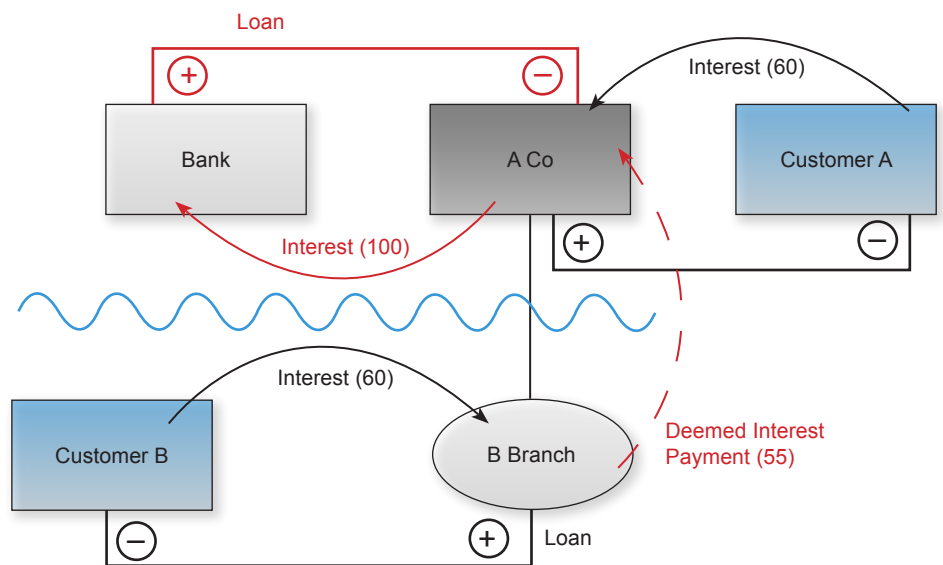 Loan
+
−
Interest (60)
Bank
A Co
Customer A
Interest (100)
+
−
Interest (60)
Customer B
B Branch
Deemed Interest
Payment (55)
−
+
Loan